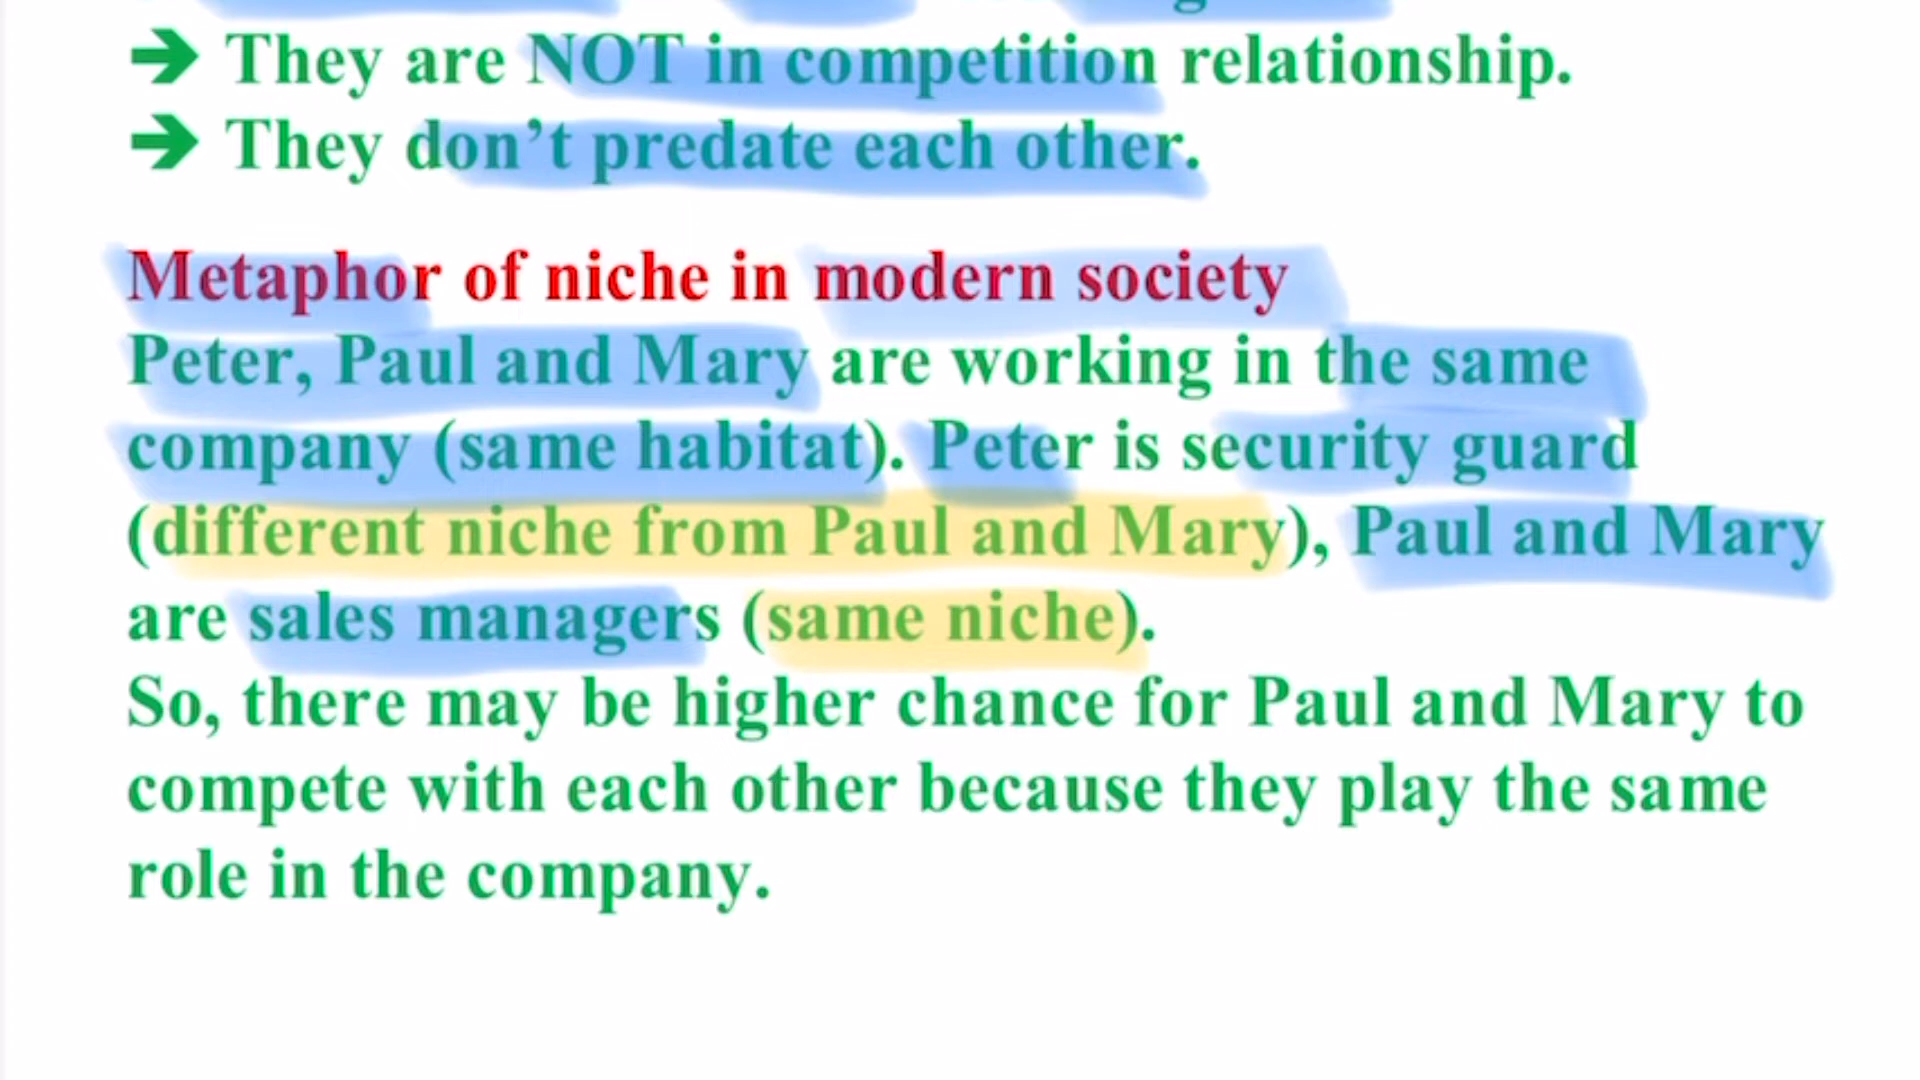 ➔ They are NOT in competition relationship.
➔ They don’t predate each other.
Metaphor of niche in modern society
Peter, Paul and Mary are working in the same
company (same habitat). Peter is security guard
(different niche from Paul and Mary), Paul and Mary
are sales managers (same niche).
So, there may be higher chance for Paul and Mary to
compete with each other because they play the same
role in the company.